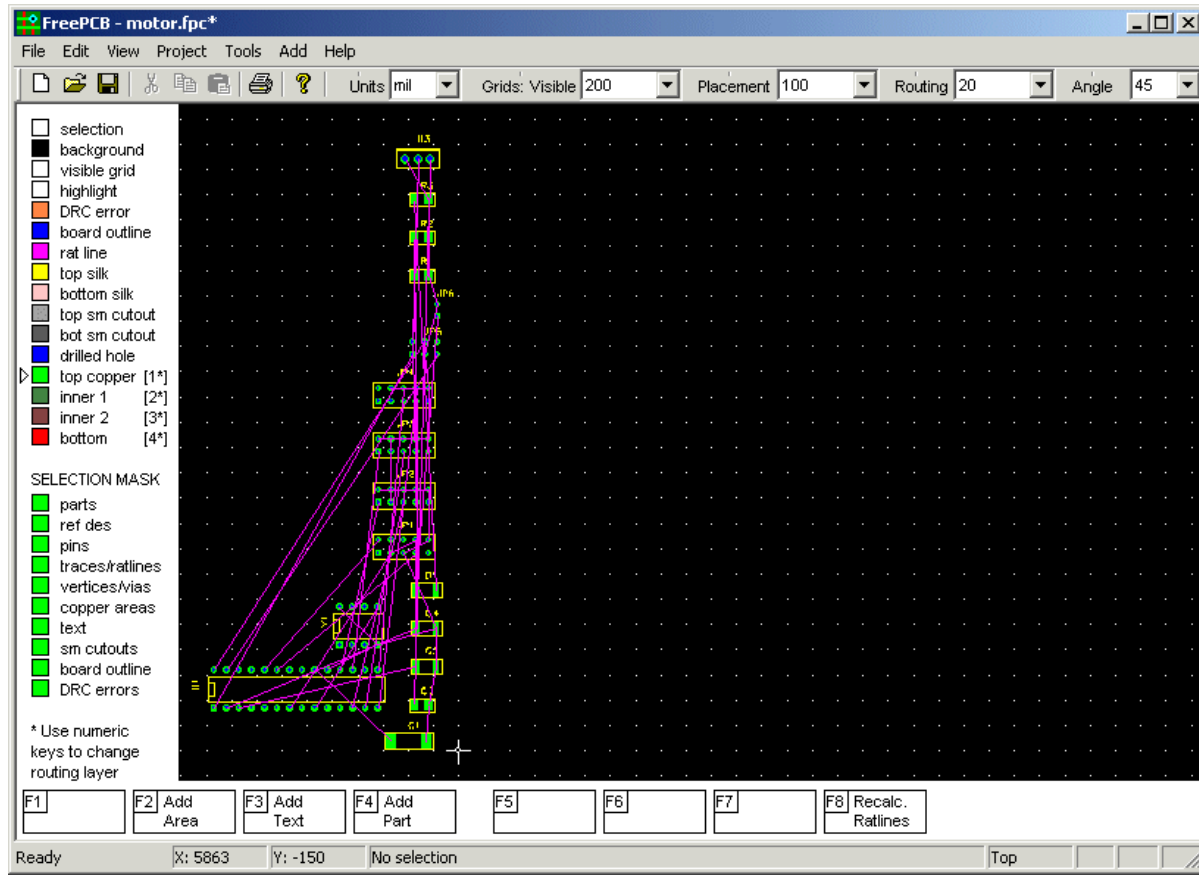 FreePCB - motor.fpc*
File Edit View Project Tools Add Help
Units mil Grids: Visible 200 Placement 100 Routing 20 Angle 45
selection
background
visible grid
highlight
DRC error
board outline
rat line
top silk
bottom silk
top sm cutout
bot sm cutout
drilled hole
top copper [1*]
inner 1 [2*]
inner 2 [3*]
bottom [4*]
SELECTION MASK
parts
ref des
pins
traces/ratlines
vertices/vias
copper areas
text
sm cutouts
board outline
DRC errors
* Use numeric
keys to change
routing layer
C1
F1
F2 Add Area
F3 Add Text
F4 Add Part
F5
F6
F7
F8 Recalc. Ratlines
Ready X: 5863 Y: -150 No selection Top